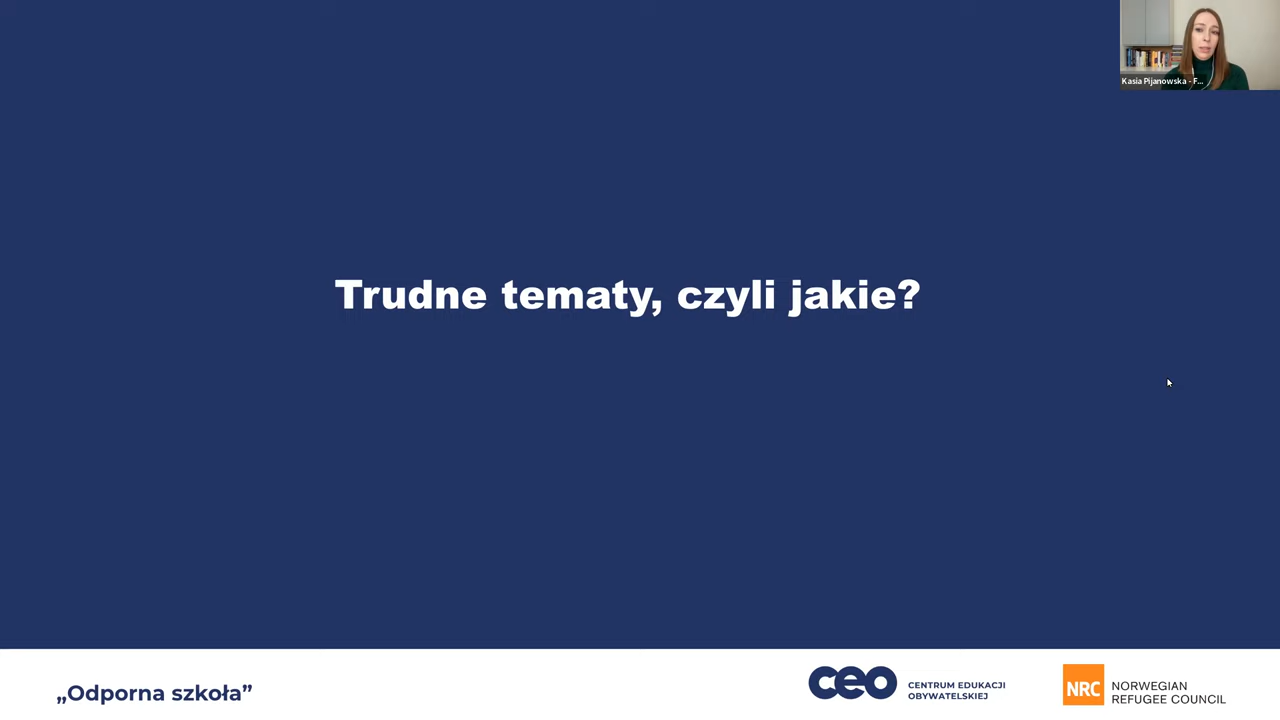 Kasia Pijanowska - F...
Trudne tematy, czyli jakie?
„Odporna szkoła”
ceo
CENTRUM EDUKACJI
OBYWATELSKIEJ
NRC
NORWEGIAN
REFUGEE COUNCIL